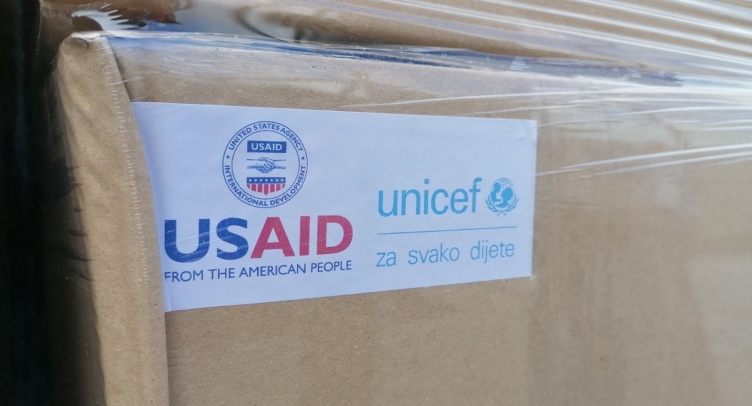 UNITED STATES AGENCY
USAID
INTERNATIONAL DEVELOPMENT
USAID
FROM THE AMERICAN PEOPLE
unicef
za svako dijete